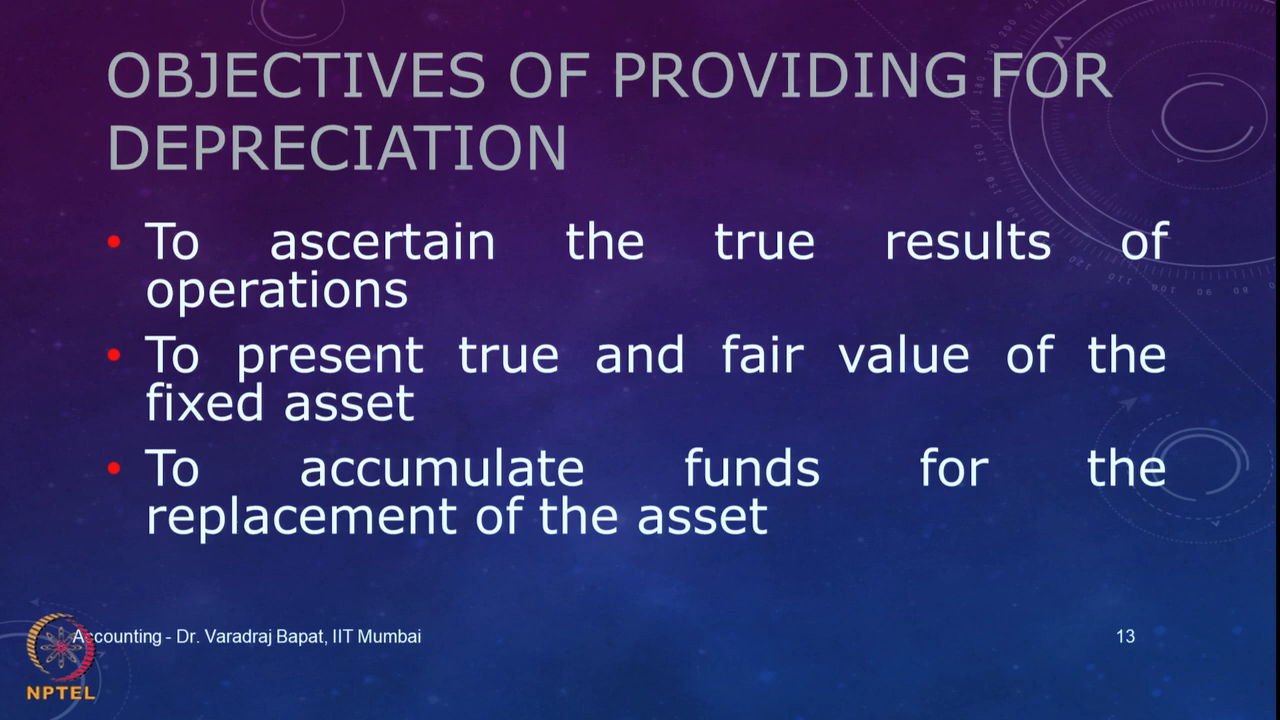 OBJECTIVES OF PROVIDING FOR
DEPRECIATION
• To ascertain the true results of
operations
• To present true and fair value of the
fixed asset
• To accumulate funds for the
replacement of the asset
Accounting - Dr. Varadraj Bapat, IIT Mumbai
13
NPTEL